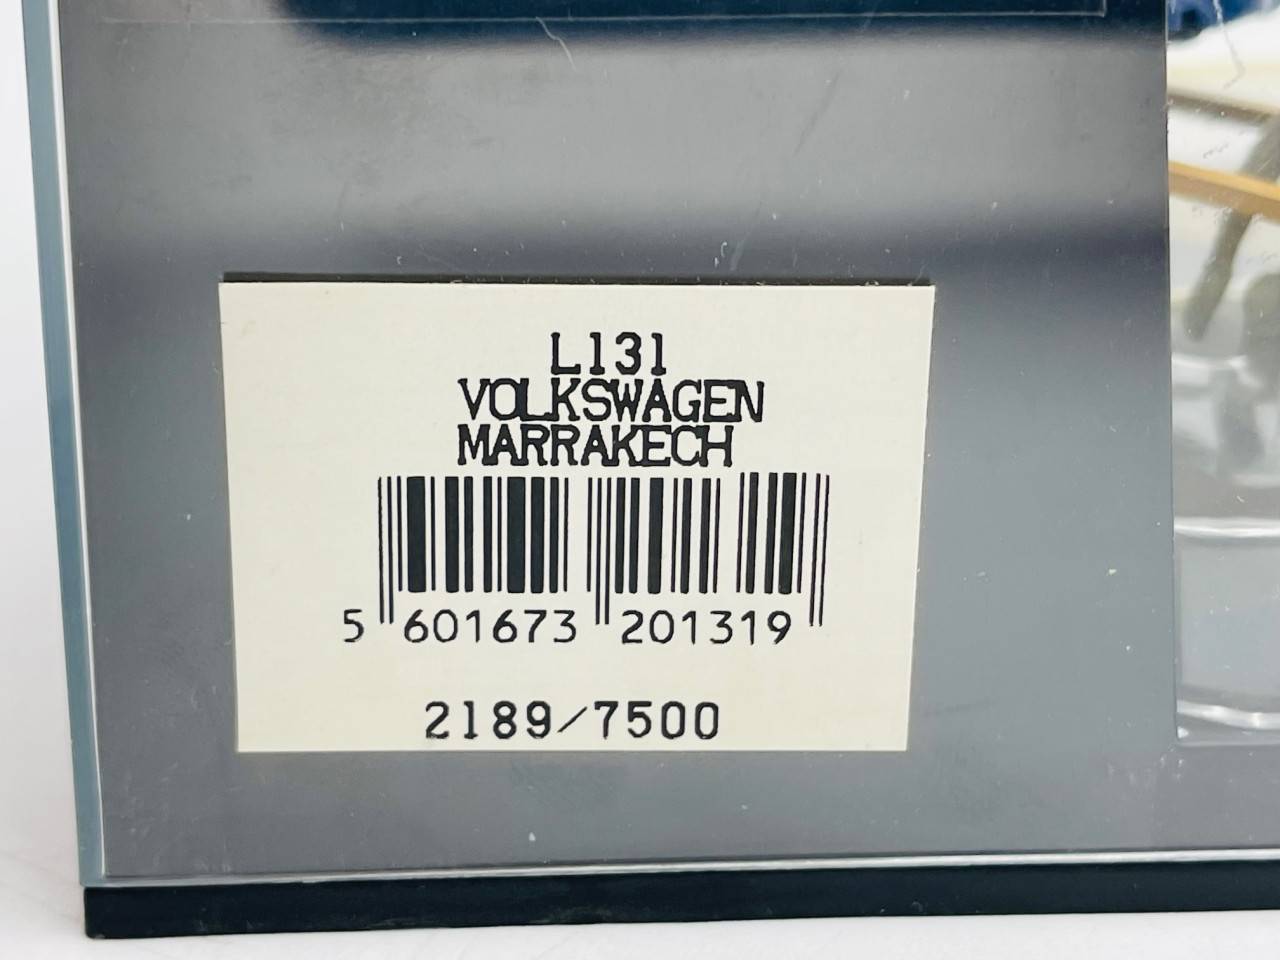 L131
VOLKSWAGEN
MARRAKECH
5 601673 201319
2189/7500